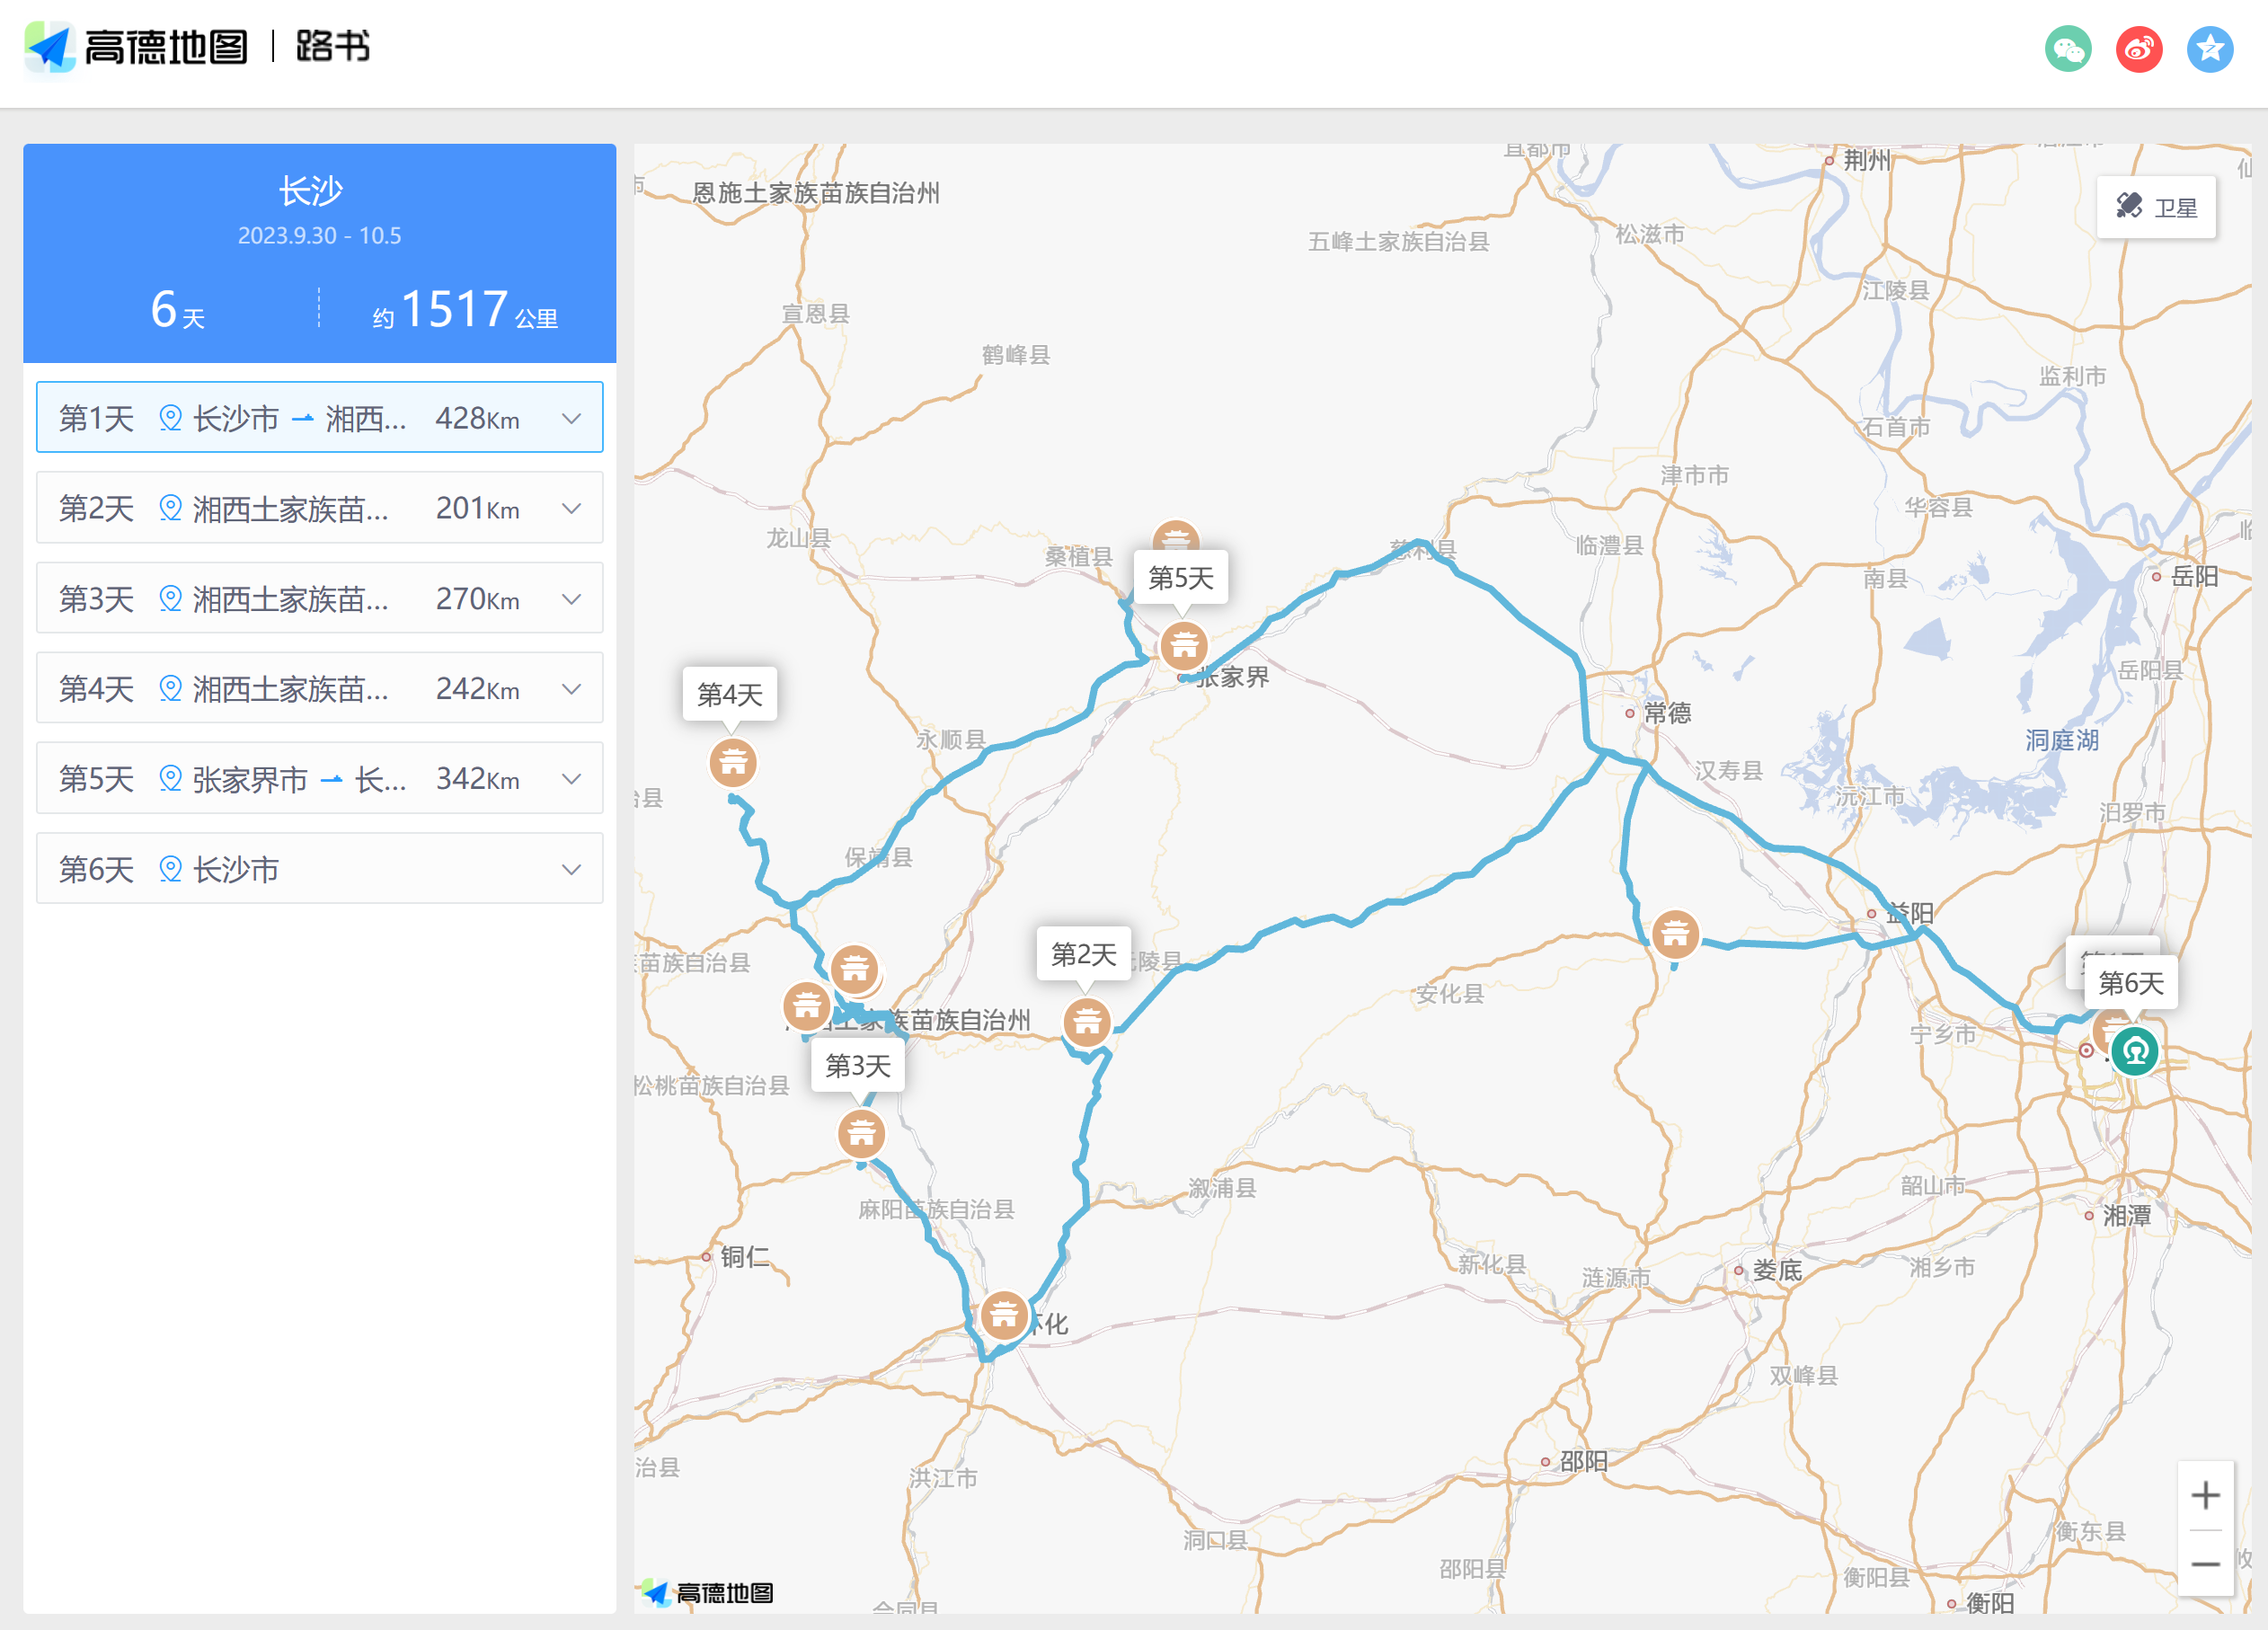 高德地图 | 路书
长沙
2023.9.30 - 10.5
6天
约1517公里
第1天 长沙市 湘西... 428Km
第2天 湘西土家族苗... 201Km
第3天 湘西土家族苗... 270Km
第4天 湘西土家族苗... 242Km
第5天 张家界市 长... 342Km
第6天 长沙市
宜都市
荆州
恩施土家族苗族自治州
卫星
五峰土家族自治县
松滋市
江陵县
宣恩县
鹤峰县
监利市
石首市
津市市
华容县
龙山县
桑植县
慈利县
临澧县
南县
岳阳
第5天
张家界
岳阳县
第4天
常德
永顺县
洞庭湖
汉寿县
沅江市
治县
汨罗市
保靖县
益阳
第2天
陵县
苗族自治县
安化县
第6天
土家族苗族自治州
宁乡市
第3天
松桃苗族自治县
溆浦县
韶山市
麻阳苗族自治县
湘潭
铜仁
新化县
涟源市
娄底
湘乡市
化
双峰县
邵阳
治县
洪江市
洞口县
衡东县
邵阳县
衡阳县
高德地图
会同县
衡阳